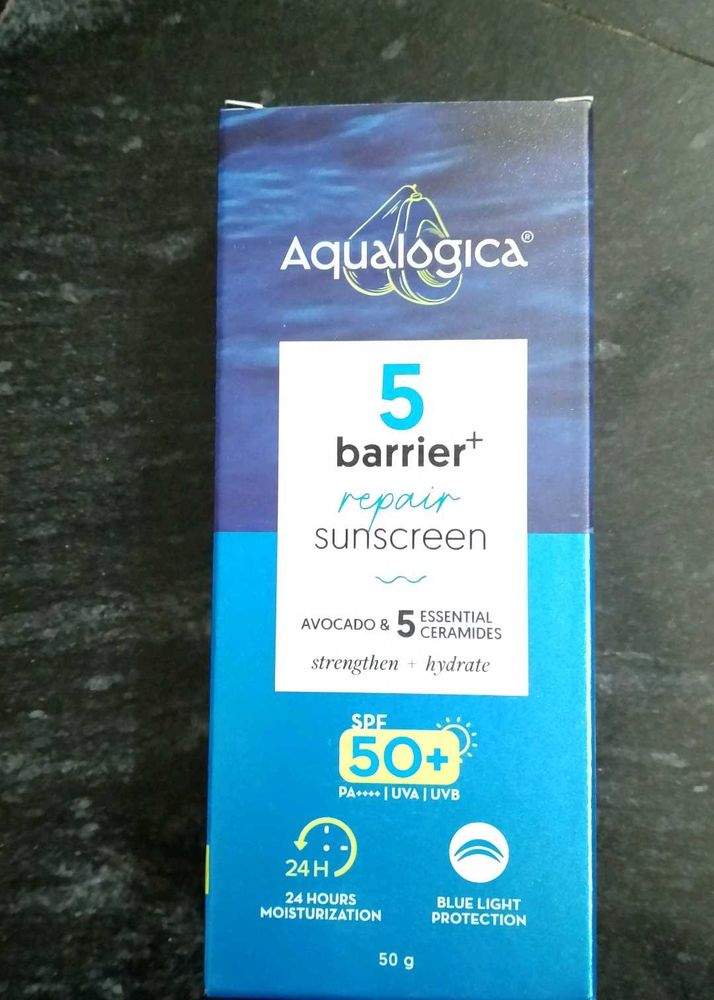 Aqualogica®
5
barrier+
repair
sunscreen
AVOCADO & 5 ESSENTIAL
CERAMIDES
strengthen + hydrate
SPF
50+
PA++++ | UVA | UVB
24H
24 HOURS
MOISTURIZATION
BLUE LIGHT
PROTECTION
50 g